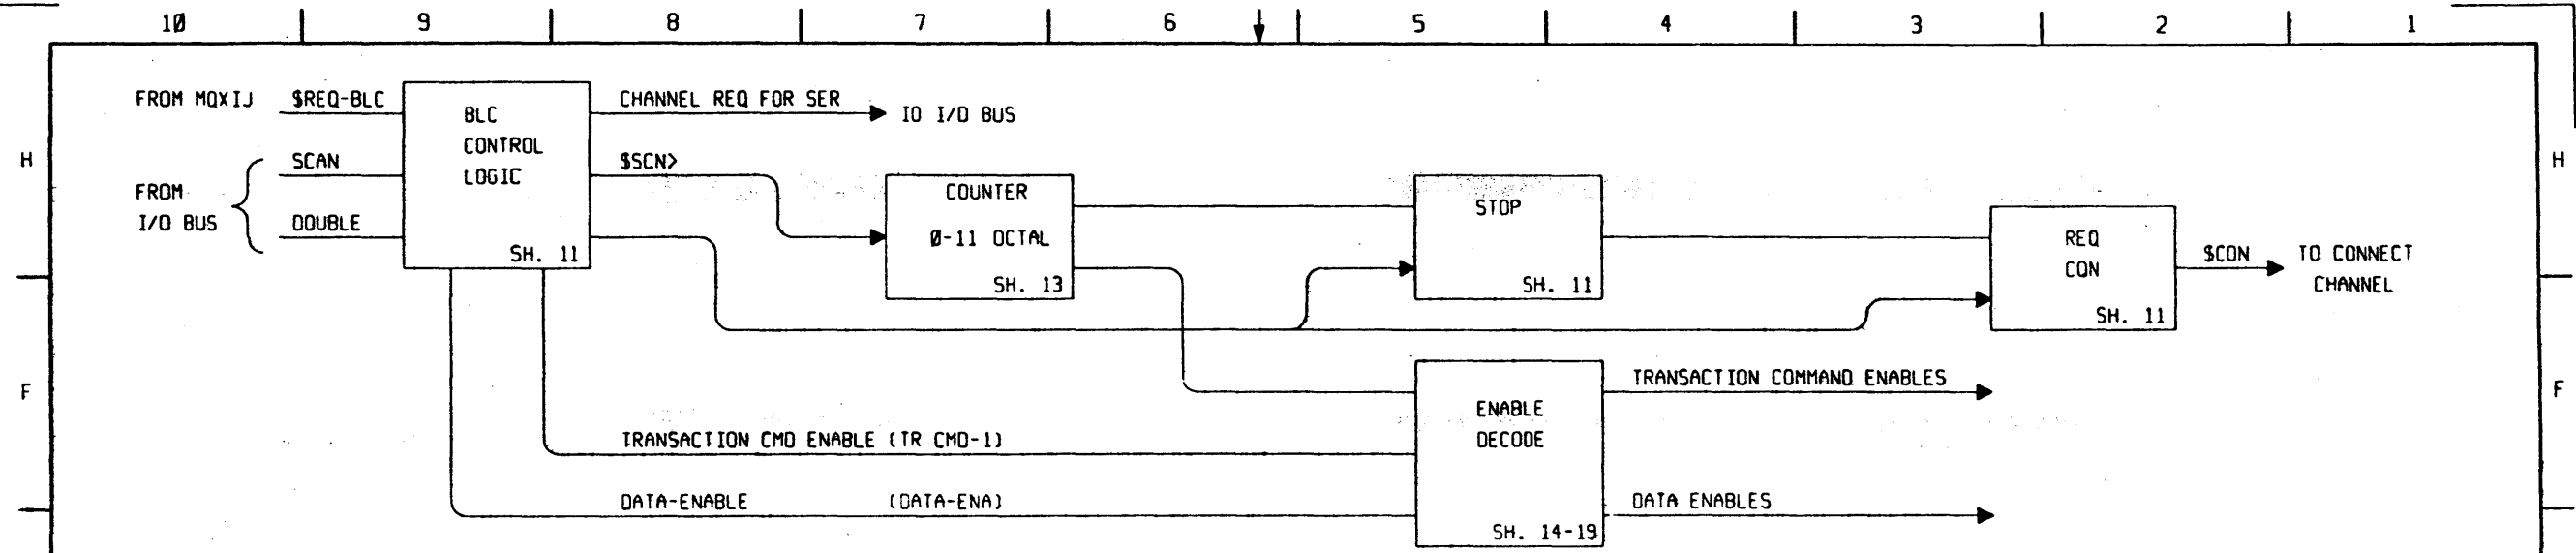 10 9 8 7 6 5 4 3 2 1
FROM MQXIJ $REQ-BLC
BLC
CONTROL
LOGIC
SH. 11
CHANNEL REQ FOR SER
IO I/O BUS
H
H
FROM
I/O BUS
SCAN
DOUBLE
$SCN>
COUNTER
0-11 OCTAL
SH. 13
STOP
SH. 11
REQ
CON
SH. 11
$CON
TO CONNECT
CHANNEL
F
F
ENABLE
DECODE
SH. 14-19
TRANSACTION COMMAND ENABLES
TRANSACTION CMD ENABLE (TR CMD-1)
DATA-ENABLE (DATA-ENA)
DATA ENABLES